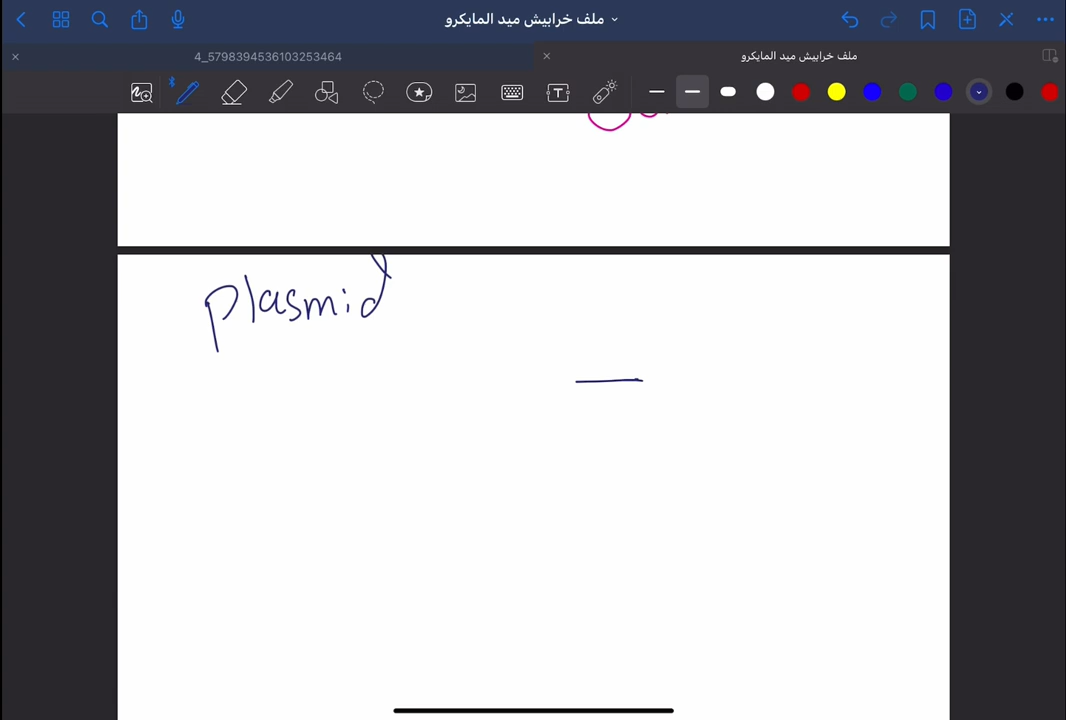 ملف خرابيش ميد المايكرو
4_5798394536103253464
ملف خرابيش ميد المايكرو
T
plasmid